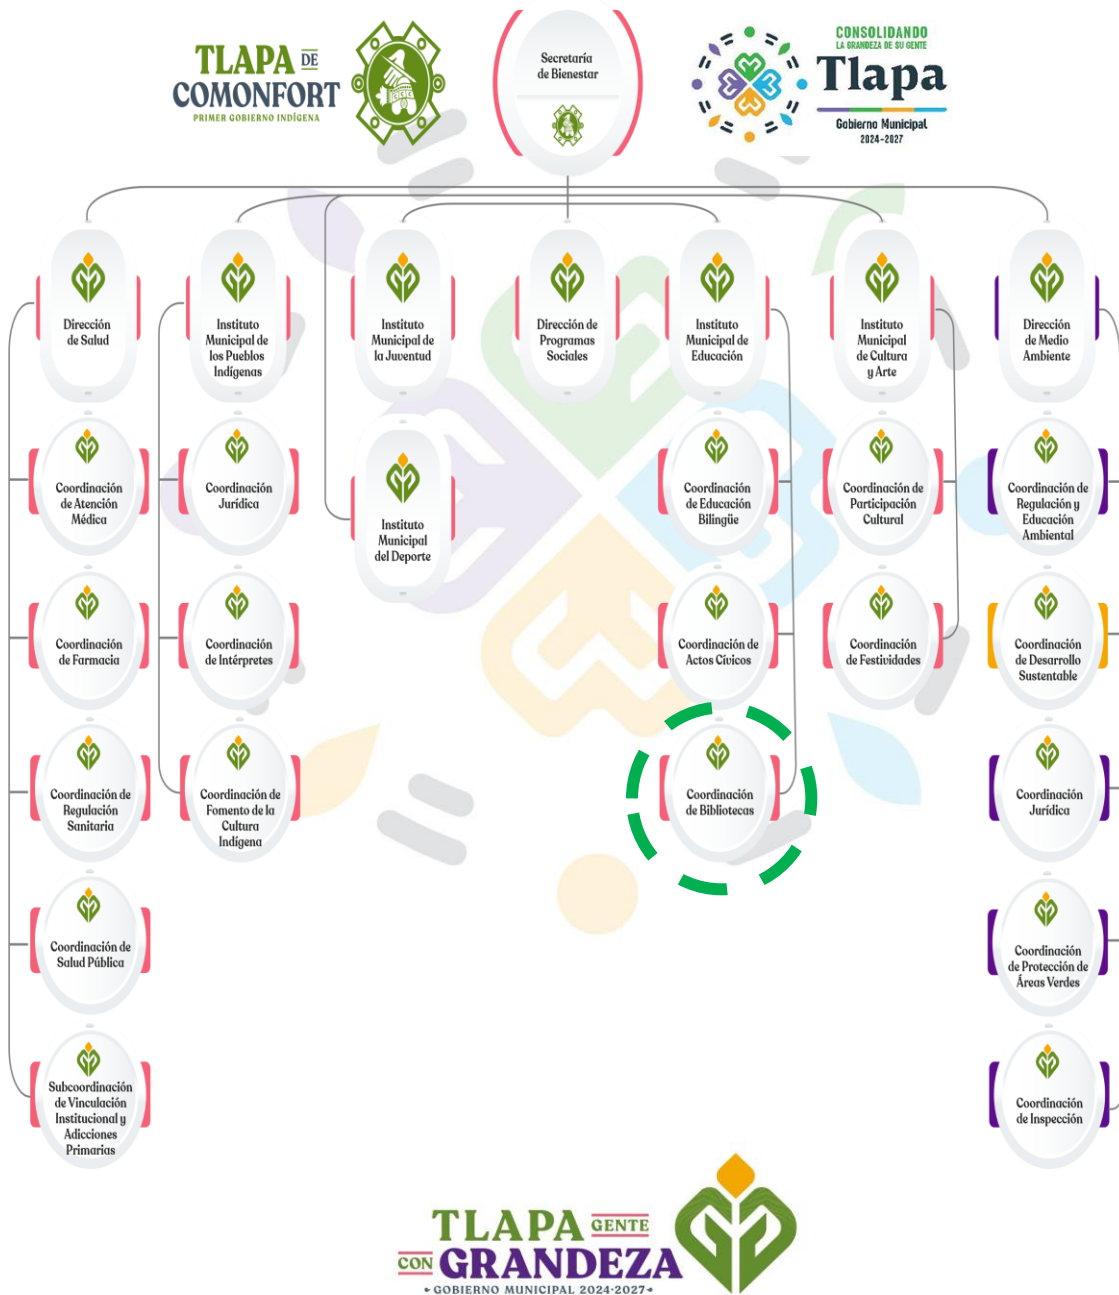 TLAPA DE
COMONFORT
PRIMER GOBIERNO INDÍGENA
Secretaría
de Bienestar
CONSOLIDANDO
LA GRANDEZA DE SU GENTE
Tlapa
Gobierno Municipal
2024-2027
Dirección
de Salud
Instituto
Municipal de
los Pueblos
Indígenas
Instituto
Municipal de
la Juventud
Dirección de
Programas
Sociales
Instituto
Municipal de
Educación
Instituto
Municipal
de Cultura
y Arte
Dirección
de Medio
Ambiente
Coordinación
de Atención
Médica
Coordinación
Jurídica
Instituto
Municipal
del Deporte
Coordinación
de Educación
Bilingüe
Coordinación de
Participación
Cultural
Coordinación de
Regulación y
Educación
Ambiental
Coordinación
de Farmacia
Coordinación
de Intérpretes
Coordinación de
Actos Cívicos
Coordinación
de Festividades
Coordinación
de Desarrollo
Sustentable
Coordinación de
Regulación
Sanitaria
Coordinación de
Fomento de la
Cultura
Indígena
Coordinación
de Bibliotecas
Coordinación
Jurídica
Coordinación de
Salud Pública
Coordinación
de Protección de
Áreas Verdes
Subcoordinación
de Vinculación
Institucional y
Adicciones
Primarias
Coordinación
de Inspección
TLAPA GENTE
CON GRANDEZA
GOBIERNO MUNICIPAL 2024-2027